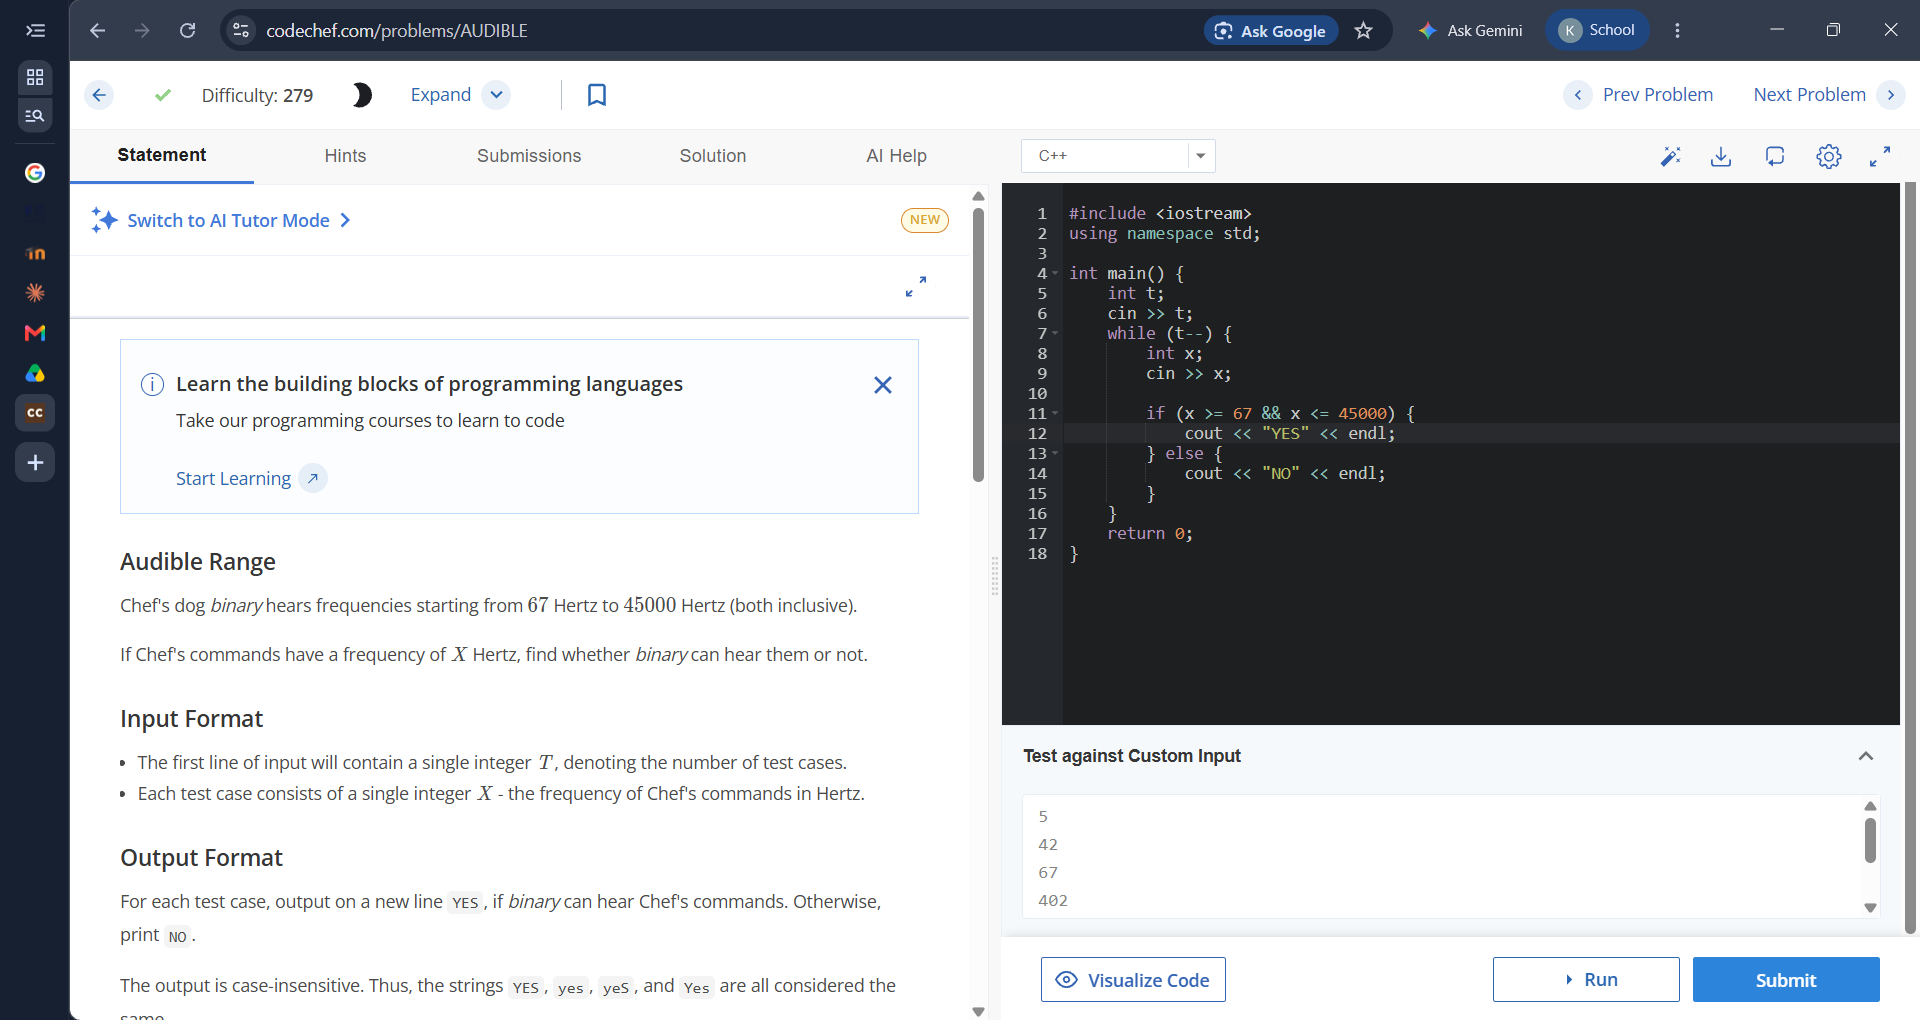 codechef.com/problems/AUDIBLE
Ask Google
Ask Gemini
K School
Difficulty: 279
Expand
Prev Problem
Next Problem
Statement
Hints
Submissions
Solution
AI Help
C++
Switch to AI Tutor Mode
NEW
Learn the building blocks of programming languages
Take our programming courses to learn to code
Start Learning
Audible Range
Chef's dog binary hears frequencies starting from 67 Hertz to 45000 Hertz (both inclusive).
If Chef's commands have a frequency of X Hertz, find whether binary can hear them or not.
Input Format
• The first line of input will contain a single integer T, denoting the number of test cases.
• Each test case consists of a single integer X - the frequency of Chef's commands in Hertz.
Output Format
For each test case, output on a new line YES, if binary can hear Chef's commands. Otherwise,
print NO.
The output is case-insensitive. Thus, the strings YES, yes, yeS, and Yes are all considered the
same.
1 #include <iostream>
2 using namespace std;
3
4 int main() {
5     int t;
6     cin >> t;
7     while (t--) {
8         int x;
9         cin >> x;
10
11         if (x >= 67 && x <= 45000) {
12             cout << "YES" << endl;
13         } else {
14             cout << "NO" << endl;
15         }
16     }
17     return 0;
18 }
Test against Custom Input
5
42
67
402
Visualize Code
Run
Submit
CC